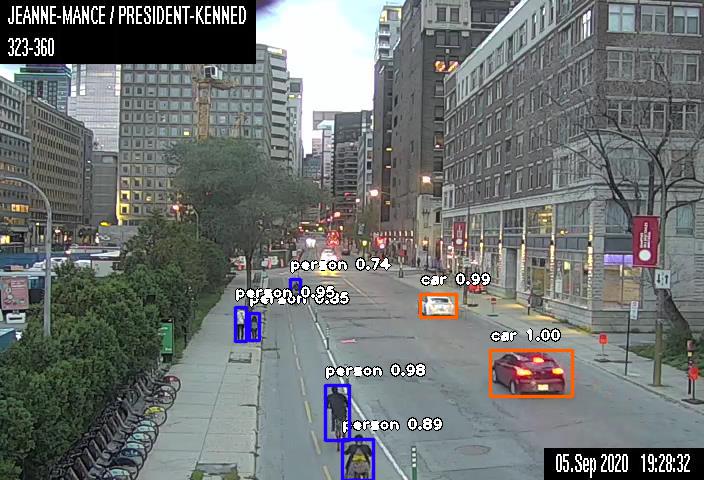 JEANNE-MANCE / PRESIDENT-KENNED
323-360
person 0.74
car 0.99
person 0.95
person 0.85
car 1.00
person 0.98
person 0.89
05.Sep 2020 19:28:32